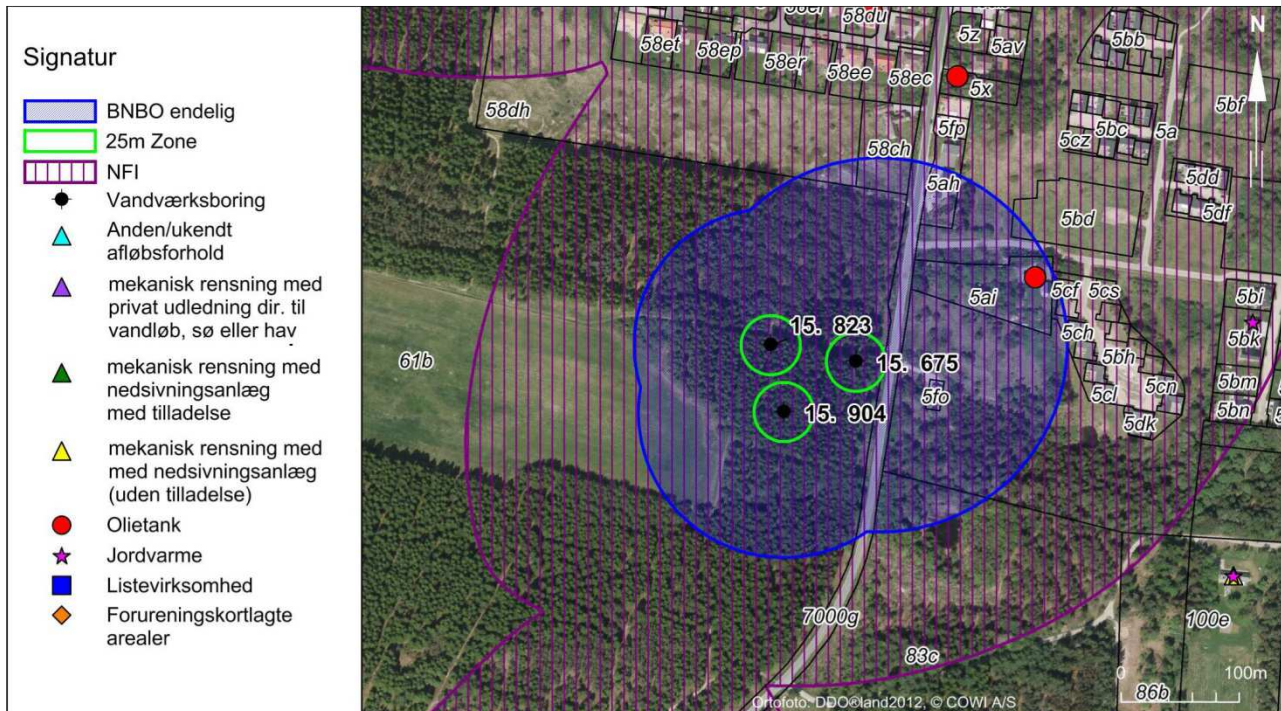 Signatur
BNBO endelig
25m Zone
NFI
Vandværksboring
Anden/ukendt
afløbsforhold
mekanisk rensning med
privat udledning dir. til
vandløb, sø eller hav
mekanisk rensning med
nedsivningsanlæg
med tilladelse
mekanisk rensning med
med nedsivningsanlæg
(uden tilladelse)
Olietank
Jordvarme
Listevirksomhed
Forureningskortlagte
arealer
58du
5z
5av
5bb
N
58et
58ep
58er
58ee
58ec
5x
5bf
58dh
5fp
5cz
5bc
5a
58ch
5ah
5dd
5df
5bd
5ai
5cf
5cs
5bi
5bk
5ch
5bh
5bm
5cl
5cn
5bn
5dk
61b
15. 823
15. 675
5fo
15. 904
7000g
83c
100e
86b
0
100m
Ortofoto: DDO®land2012, © COWI A/S